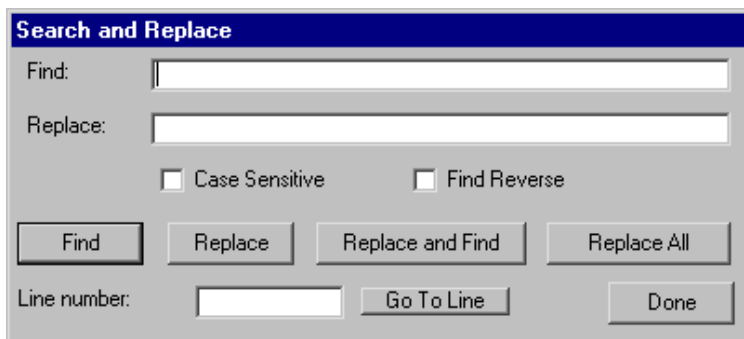 Search and Replace
Find:
Replace:
Case Sensitive Find Reverse
Find Replace Replace and Find Replace All
Line number: Go To Line Done